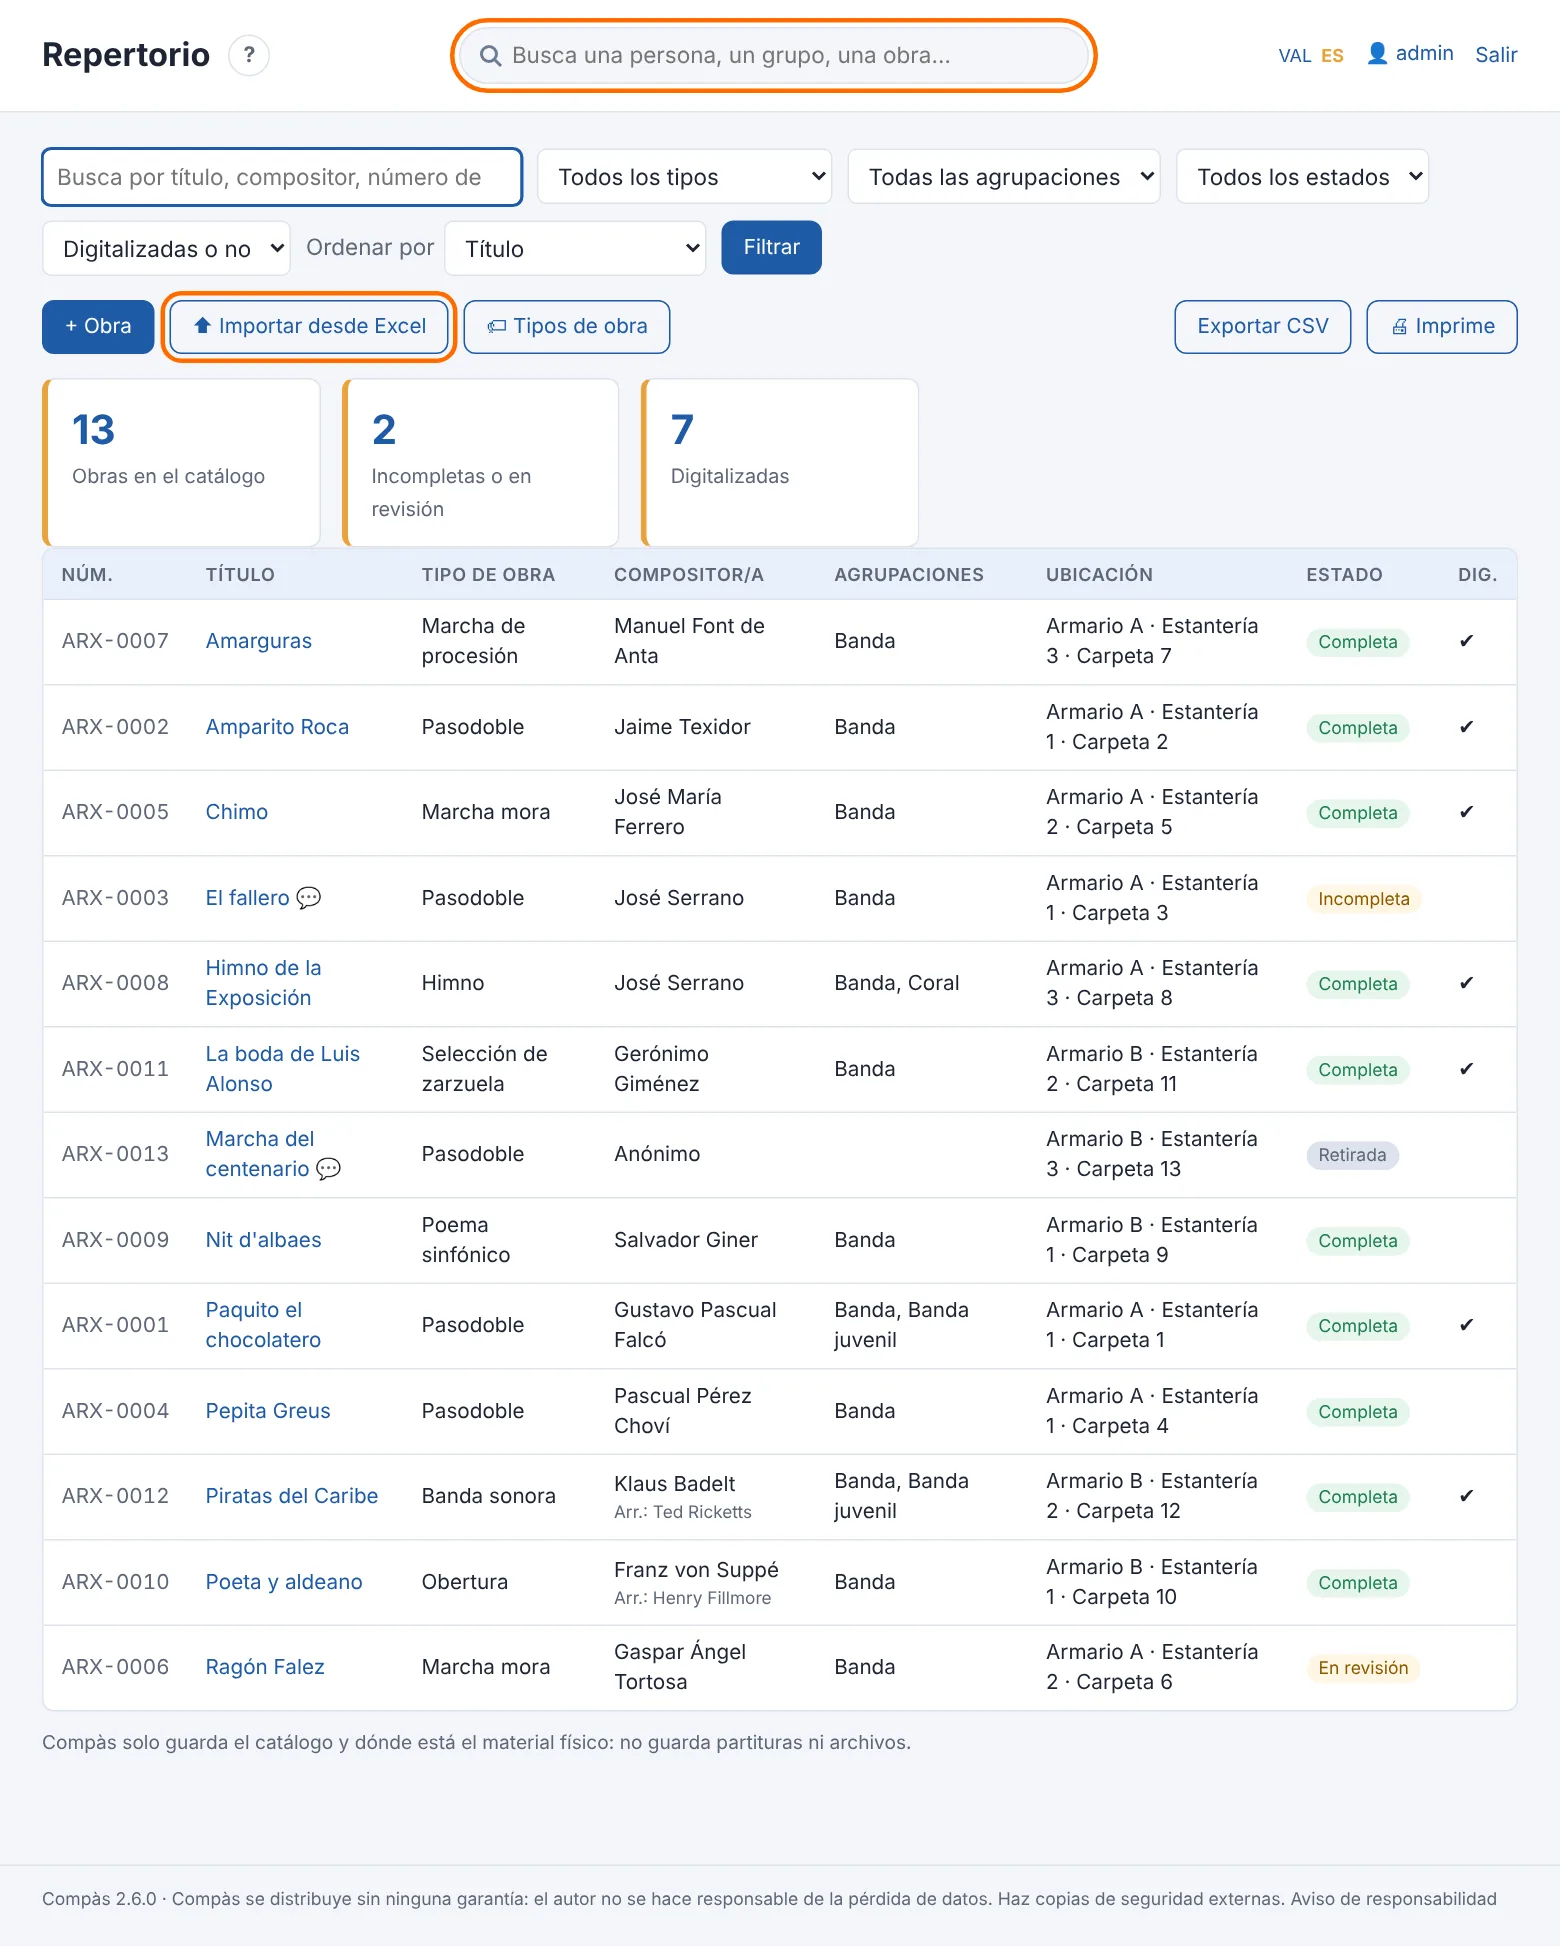 Repertorio ?
Busca una persona, un grupo, una obra...
VAL ES admin Salir
Busca por título, compositor, número de
Todos los tipos
Todas las agrupaciones
Todos los estados
Digitalizadas o no
Ordenar por
Título
Filtrar
+ Obra
Importar desde Excel
Tipos de obra
Exportar CSV
Imprime
13
Obras en el catálogo
2
Incompletas o en
revisión
7
Digitalizadas
NÚM. TÍTULO TIPO DE OBRA COMPOSITOR/A AGRUPACIONES UBICACIÓN ESTADO DIG.
ARX-0007 Amarguras Marcha de procesión Manuel Font de Anta Banda Armario A · Estantería 3 · Carpeta 7 Completa ✔
ARX-0002 Amparito Roca Pasodoble Jaime Texidor Banda Armario A · Estantería 1 · Carpeta 2 Completa ✔
ARX-0005 Chimo Marcha mora José María Ferrero Banda Armario A · Estantería 2 · Carpeta 5 Completa ✔
ARX-0003 El fallero 💬 Pasodoble José Serrano Banda Armario A · Estantería 1 · Carpeta 3 Incompleta
ARX-0008 Himno de la Exposición Himno José Serrano Banda, Coral Armario A · Estantería 3 · Carpeta 8 Completa ✔
ARX-0011 La boda de Luis Alonso Selección de zarzuela Gerónimo Giménez Banda Armario B · Estantería 2 · Carpeta 11 Completa ✔
ARX-0013 Marcha del centenario 💬 Pasodoble Anónimo Armario B · Estantería 3 · Carpeta 13 Retirada
ARX-0009 Nit d'albaes Poema sinfónico Salvador Giner Banda Armario B · Estantería 1 · Carpeta 9 Completa
ARX-0001 Paquito el chocolatero Pasodoble Gustavo Pascual Falcó Banda, Banda juvenil Armario A · Estantería 1 · Carpeta 1 Completa ✔
ARX-0004 Pepita Greus Pasodoble Pascual Pérez Choví Banda Armario A · Estantería 1 · Carpeta 4 Completa
ARX-0012 Piratas del Caribe Banda sonora Klaus Badelt Arr.: Ted Ricketts Banda, Banda juvenil Armario B · Estantería 2 · Carpeta 12 Completa ✔
ARX-0010 Poeta y aldeano Obertura Franz von Suppé Arr.: Henry Fillmore Banda Armario B · Estantería 1 · Carpeta 10 Completa
ARX-0006 Ragón Falez Marcha mora Gaspar Ángel Tortosa Banda Armario A · Estantería 2 · Carpeta 6 En revisión
Compàs solo guarda el catálogo y dónde está el material físico: no guarda partituras ni archivos.
Compàs 2.6.0 · Compàs se distribuye sin ninguna garantía: el autor no se hace responsable de la pérdida de datos. Haz copias de seguridad externas. Aviso de responsabilidad